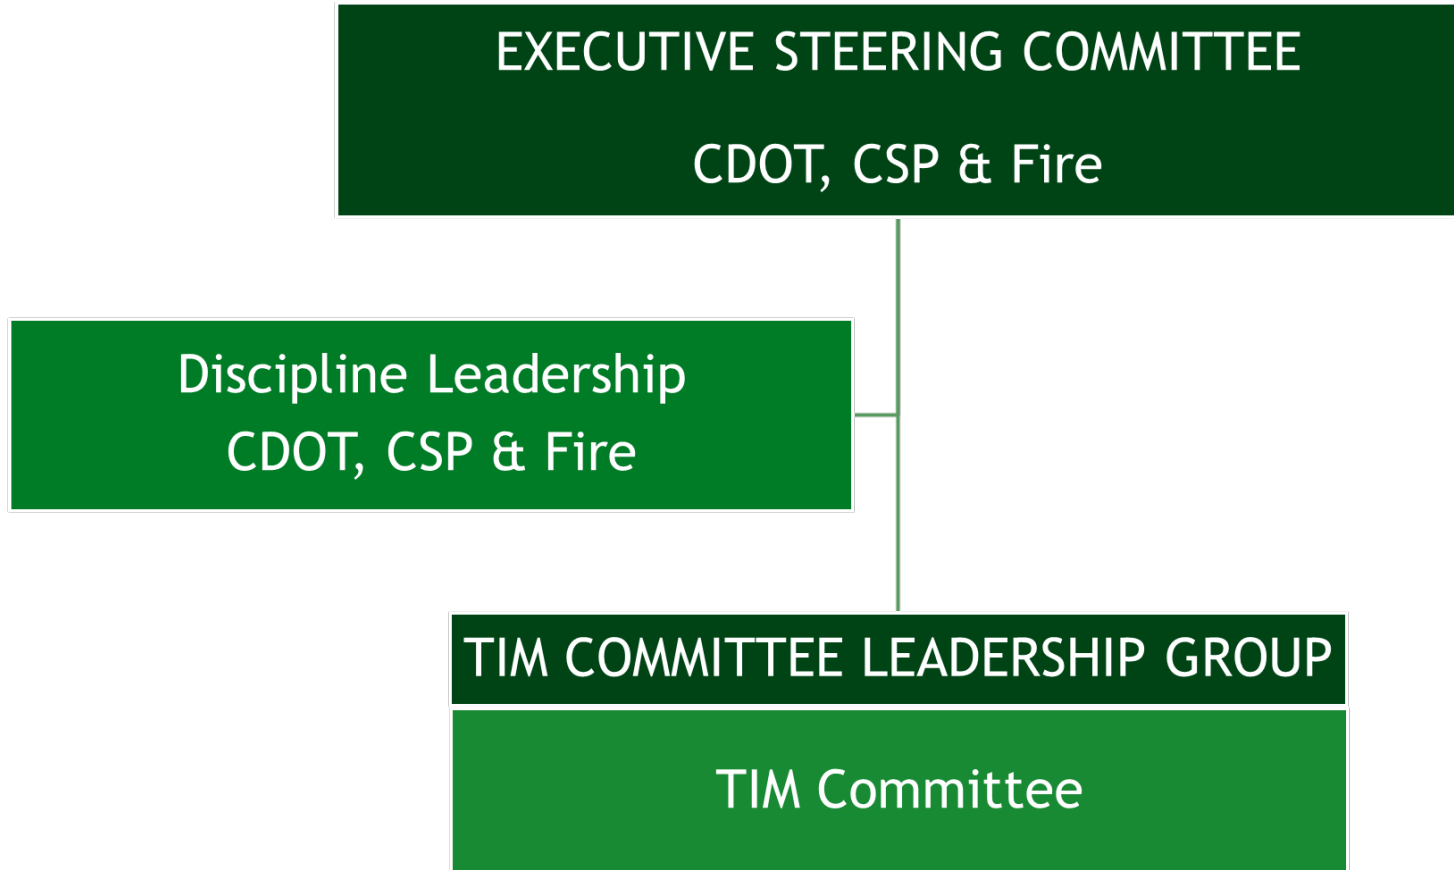 EXECUTIVE STEERING COMMITTEE
CDOT, CSP & Fire
Discipline Leadership
CDOT, CSP & Fire
TIM COMMITTEE LEADERSHIP GROUP
TIM Committee